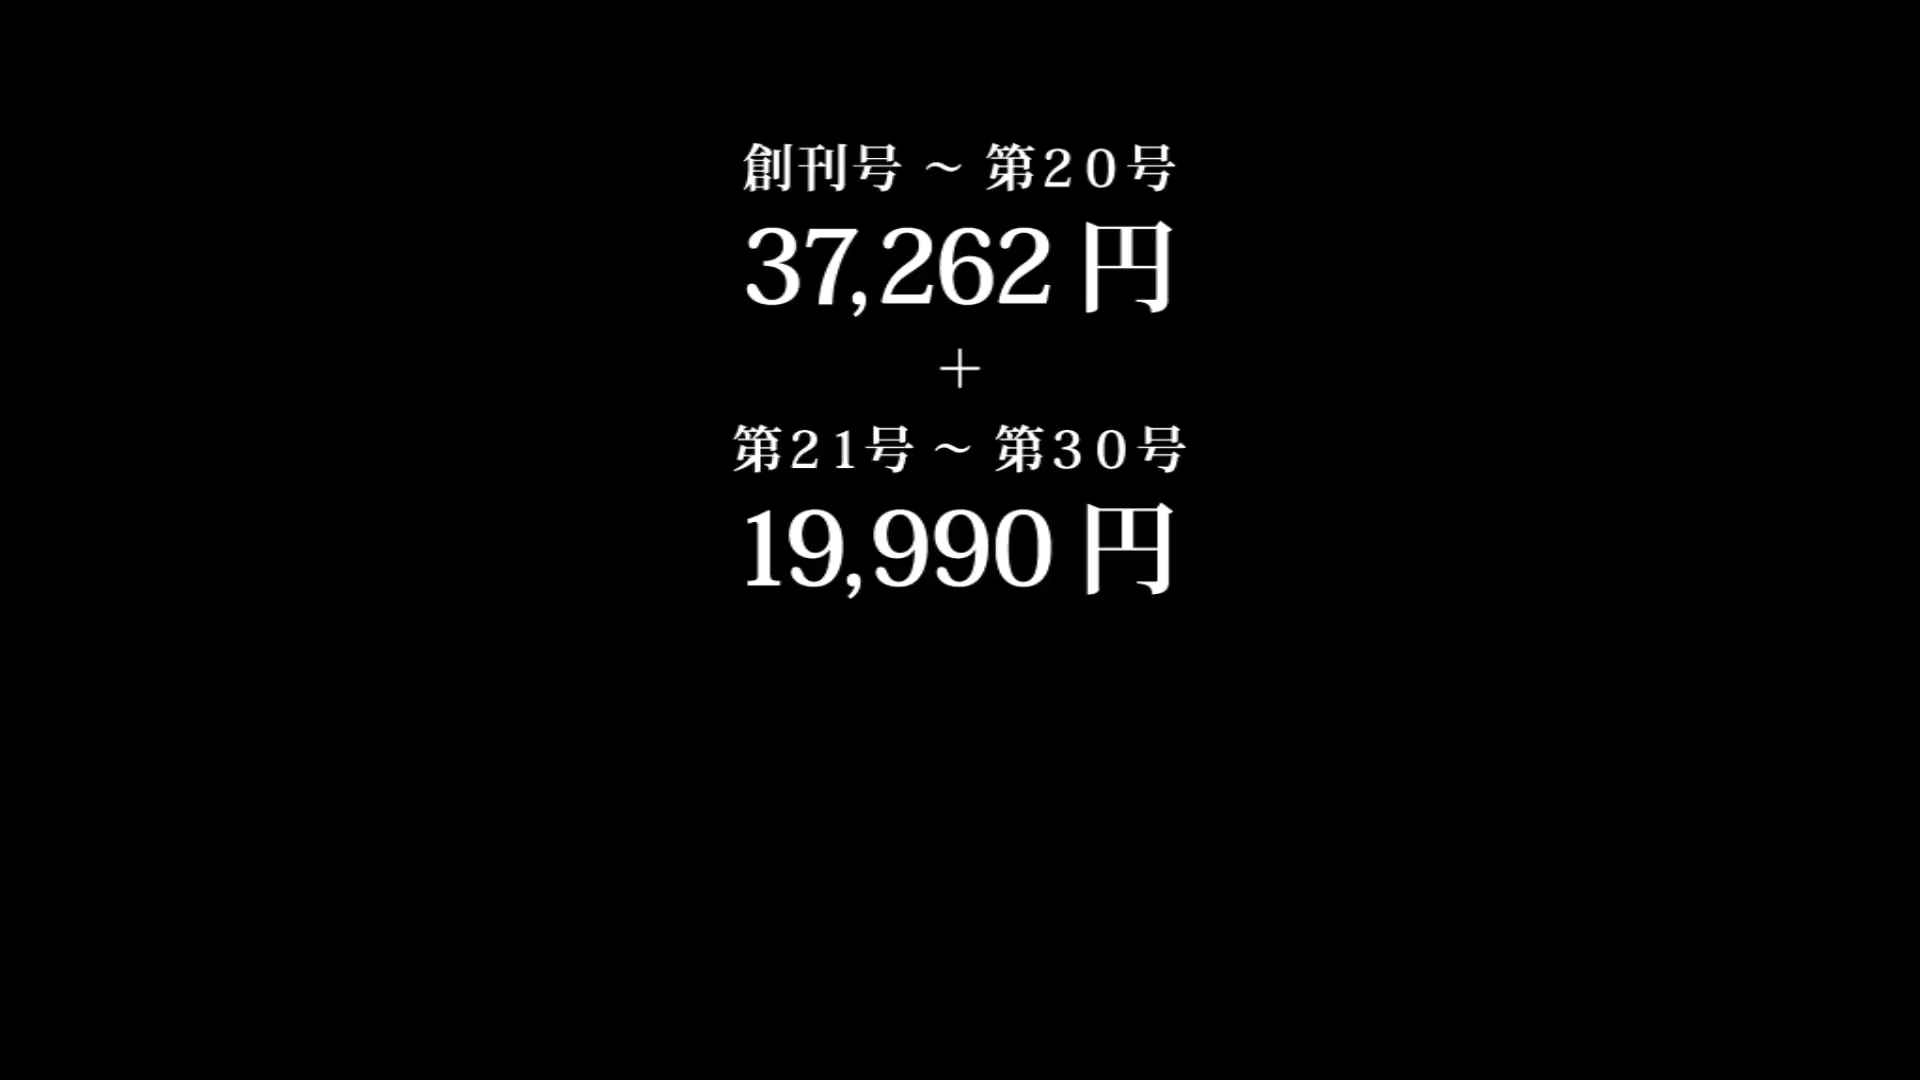 創刊号 ～ 第２０号
37,262 円
＋
第２１号 ～ 第３０号
19,990 円